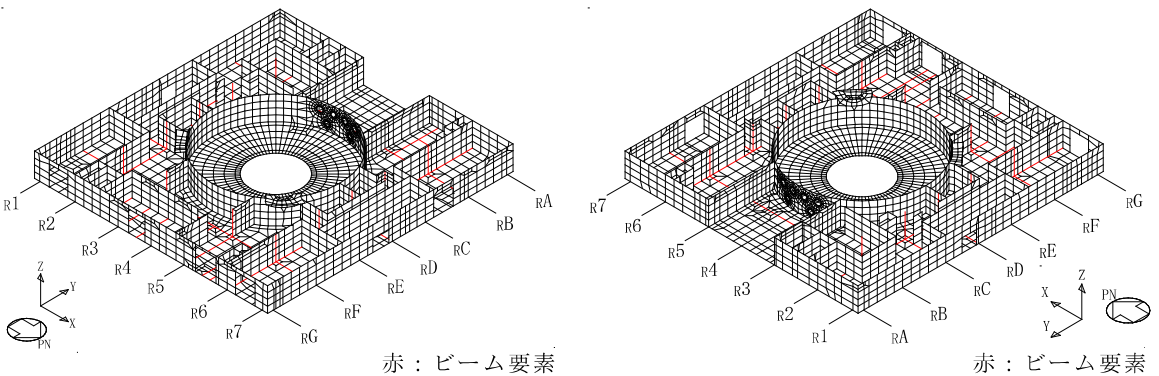 R1
R2
R3
R4
R5
R6
R7
RG
RF
RE
RD
RC
RB
RA
Z
Y
X
PN
赤：ビーム要素
R7
R6
R5
R4
R3
R2
R1
RA
RB
RC
RD
RE
RF
RG
Z
X
Y
PN
赤：ビーム要素